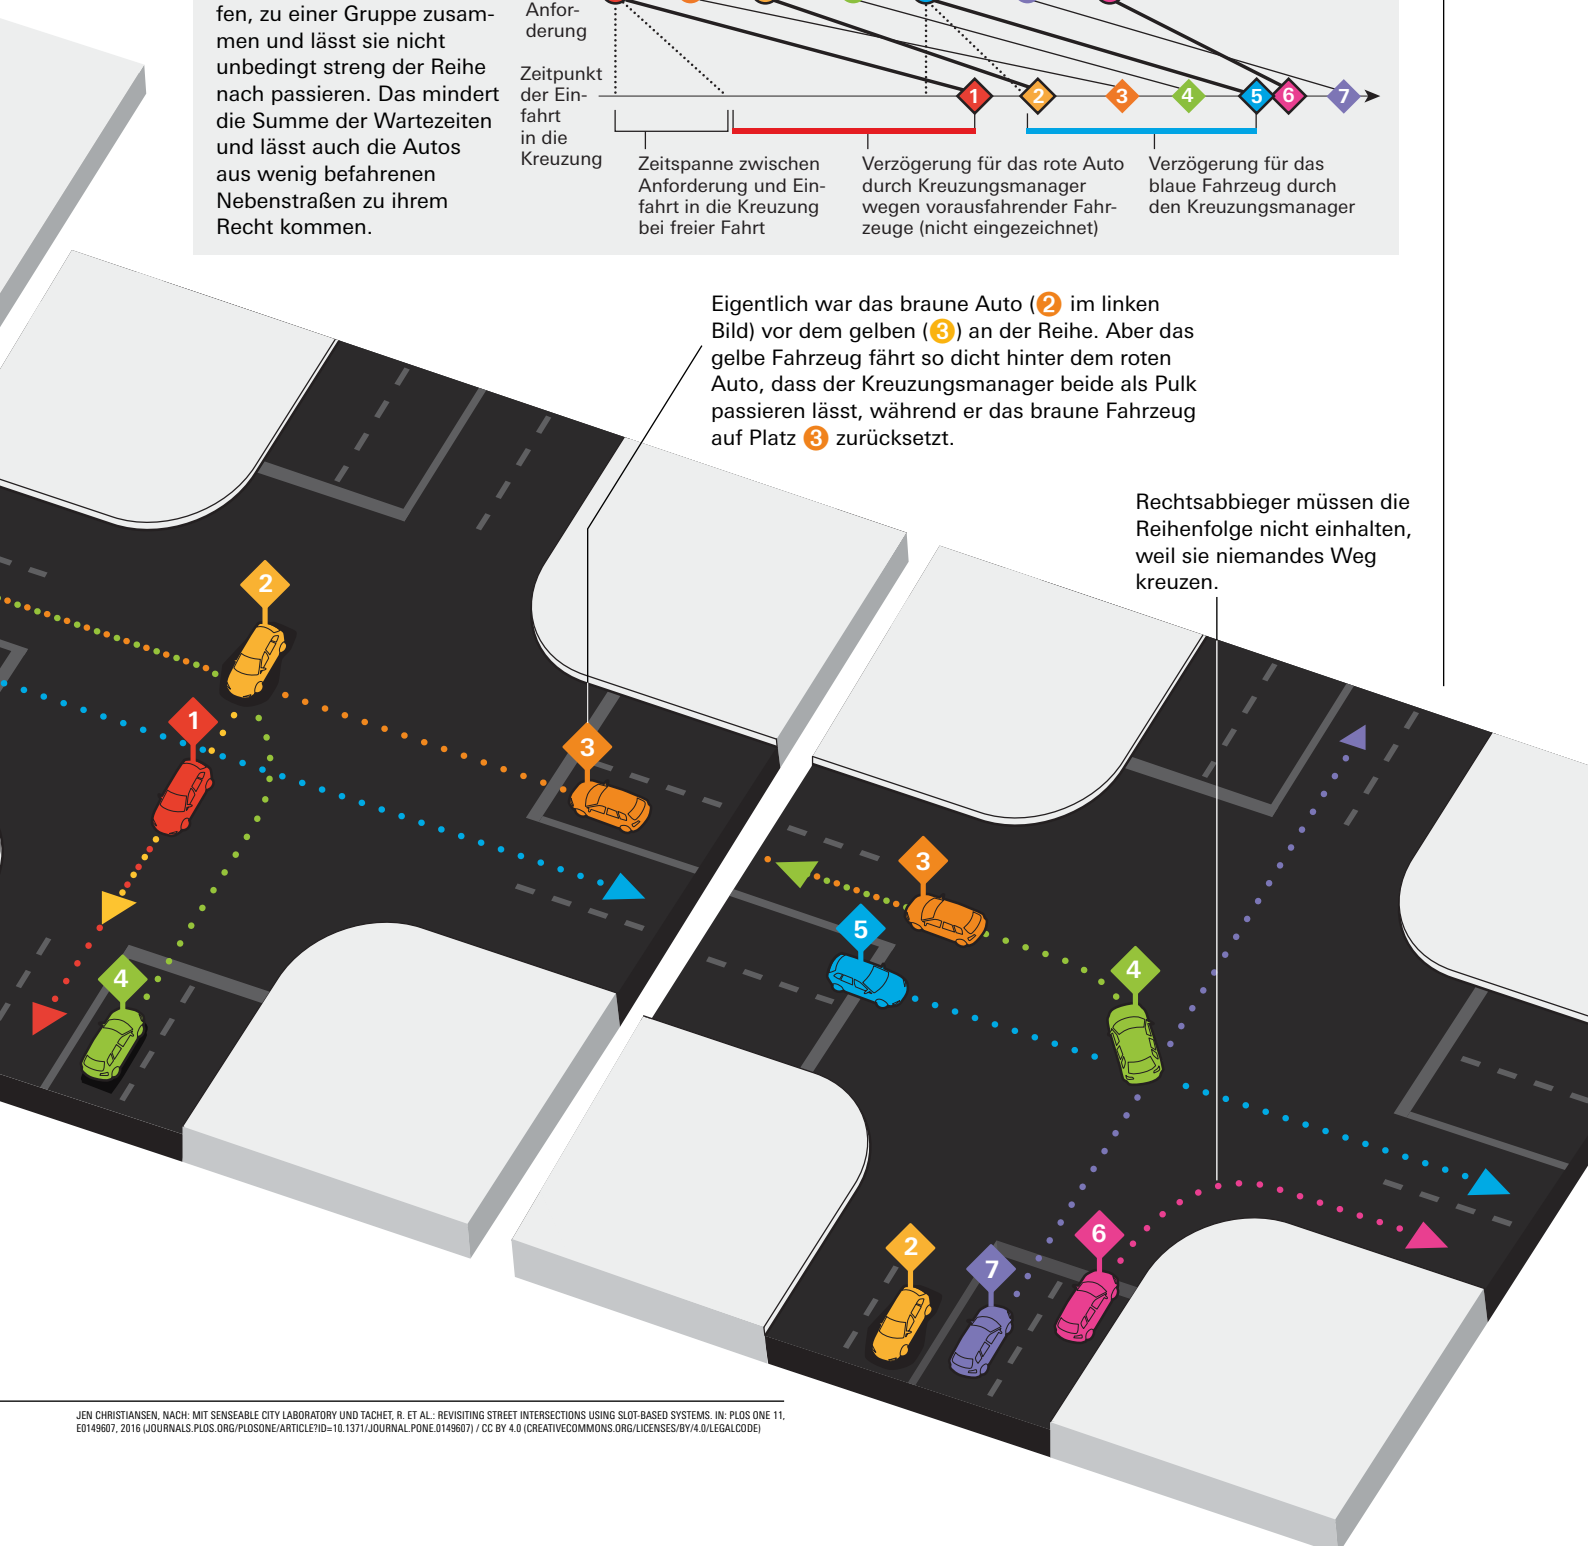 fen, zu einer Gruppe zusam-
men und lässt sie nicht
unbedingt streng der Reihe
nach passieren. Das mindert
die Summe der Wartezeiten
und lässt auch die Autos
aus wenig befahrenen
Nebenstraßen zu ihrem
Recht kommen.
Anfor-
derung
Zeitpunkt
der Ein-
fahrt
in die
Kreuzung
1 2 3 4 5 6 7
Zeitspanne zwischen
Anforderung und Ein-
fahrt in die Kreuzung
bei freier Fahrt
Verzögerung für das rote Auto
durch Kreuzungsmanager
wegen vorausfahrender Fahr-
zeuge (nicht eingezeichnet)
Verzögerung für das
blaue Fahrzeug durch
den Kreuzungsmanager
Eigentlich war das braune Auto (2 im linken
Bild) vor dem gelben (3) an der Reihe. Aber das
gelbe Fahrzeug fährt so dicht hinter dem roten
Auto, dass der Kreuzungsmanager beide als Pulk
passieren lässt, während er das braune Fahrzeug
auf Platz 3 zurücksetzt.
Rechtsabbieger müssen die
Reihenfolge nicht einhalten,
weil sie niemandes Weg
kreuzen.
2
1
3
4
3
5
4
2
7
6
JEN CHRISTIANSEN, NACH: MIT SENSEABLE CITY LABORATORY UND TACHET, R. ET AL.: REVISITING STREET INTERSECTIONS USING SLOT-BASED SYSTEMS. IN: PLOS ONE 11,
E0149607, 2016 (JOURNALS.PLOS.ORG/PLOSONE/ARTICLE?ID=10.1371/JOURNAL.PONE.0149607) / CC BY 4.0 (CREATIVECOMMONS.ORG/LICENSES/BY/4.0/LEGALCODE)